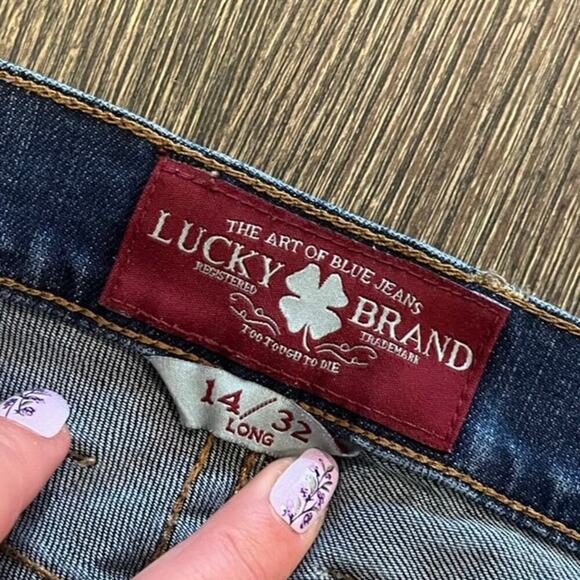 THE ART OF BLUE JEANS
LUCKY BRAND
REGISTERED TRADEMARK
TOO TOUGH TO DIE
14/32
LONG